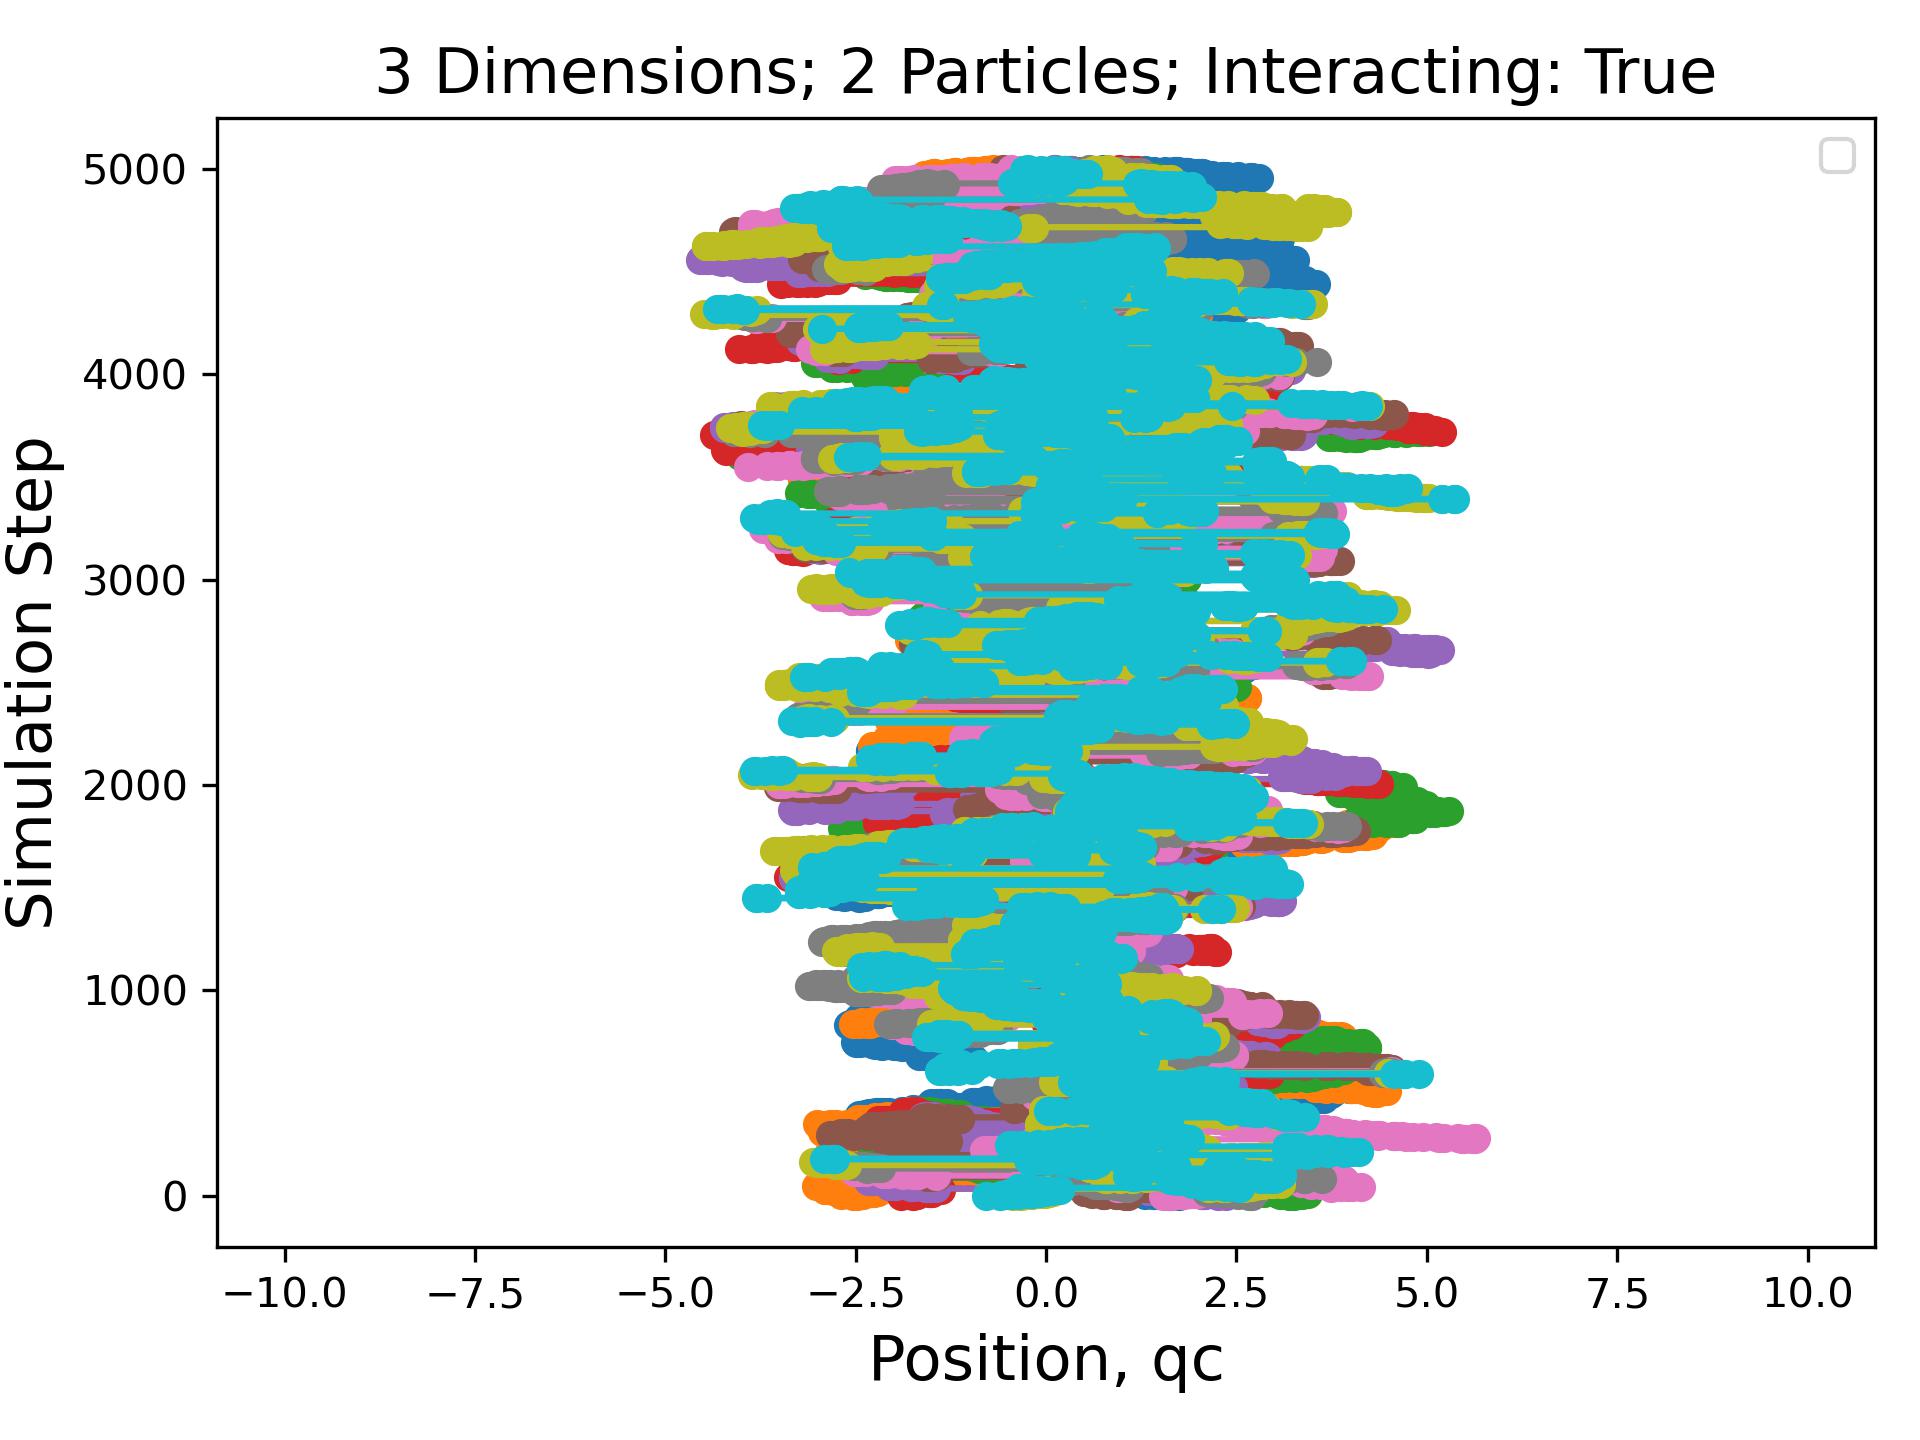 3 Dimensions; 2 Particles; Interacting: True
5000
4000
3000
2000
1000
0
Simulation Step
−10.0 −7.5 −5.0 −2.5 0.0 2.5 5.0 7.5 10.0
Position, qc